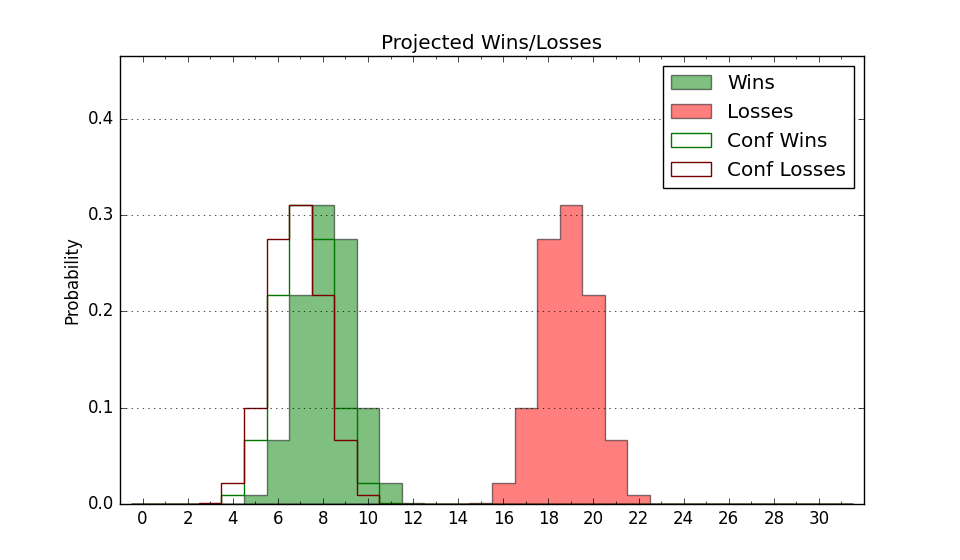 Projected Wins/Losses
Wins
Losses
Conf Wins
Conf Losses
Probability
0.4
0.3
0.2
0.1
0.0
0 2 4 6 8 10 12 14 16 18 20 22 24 26 28 30